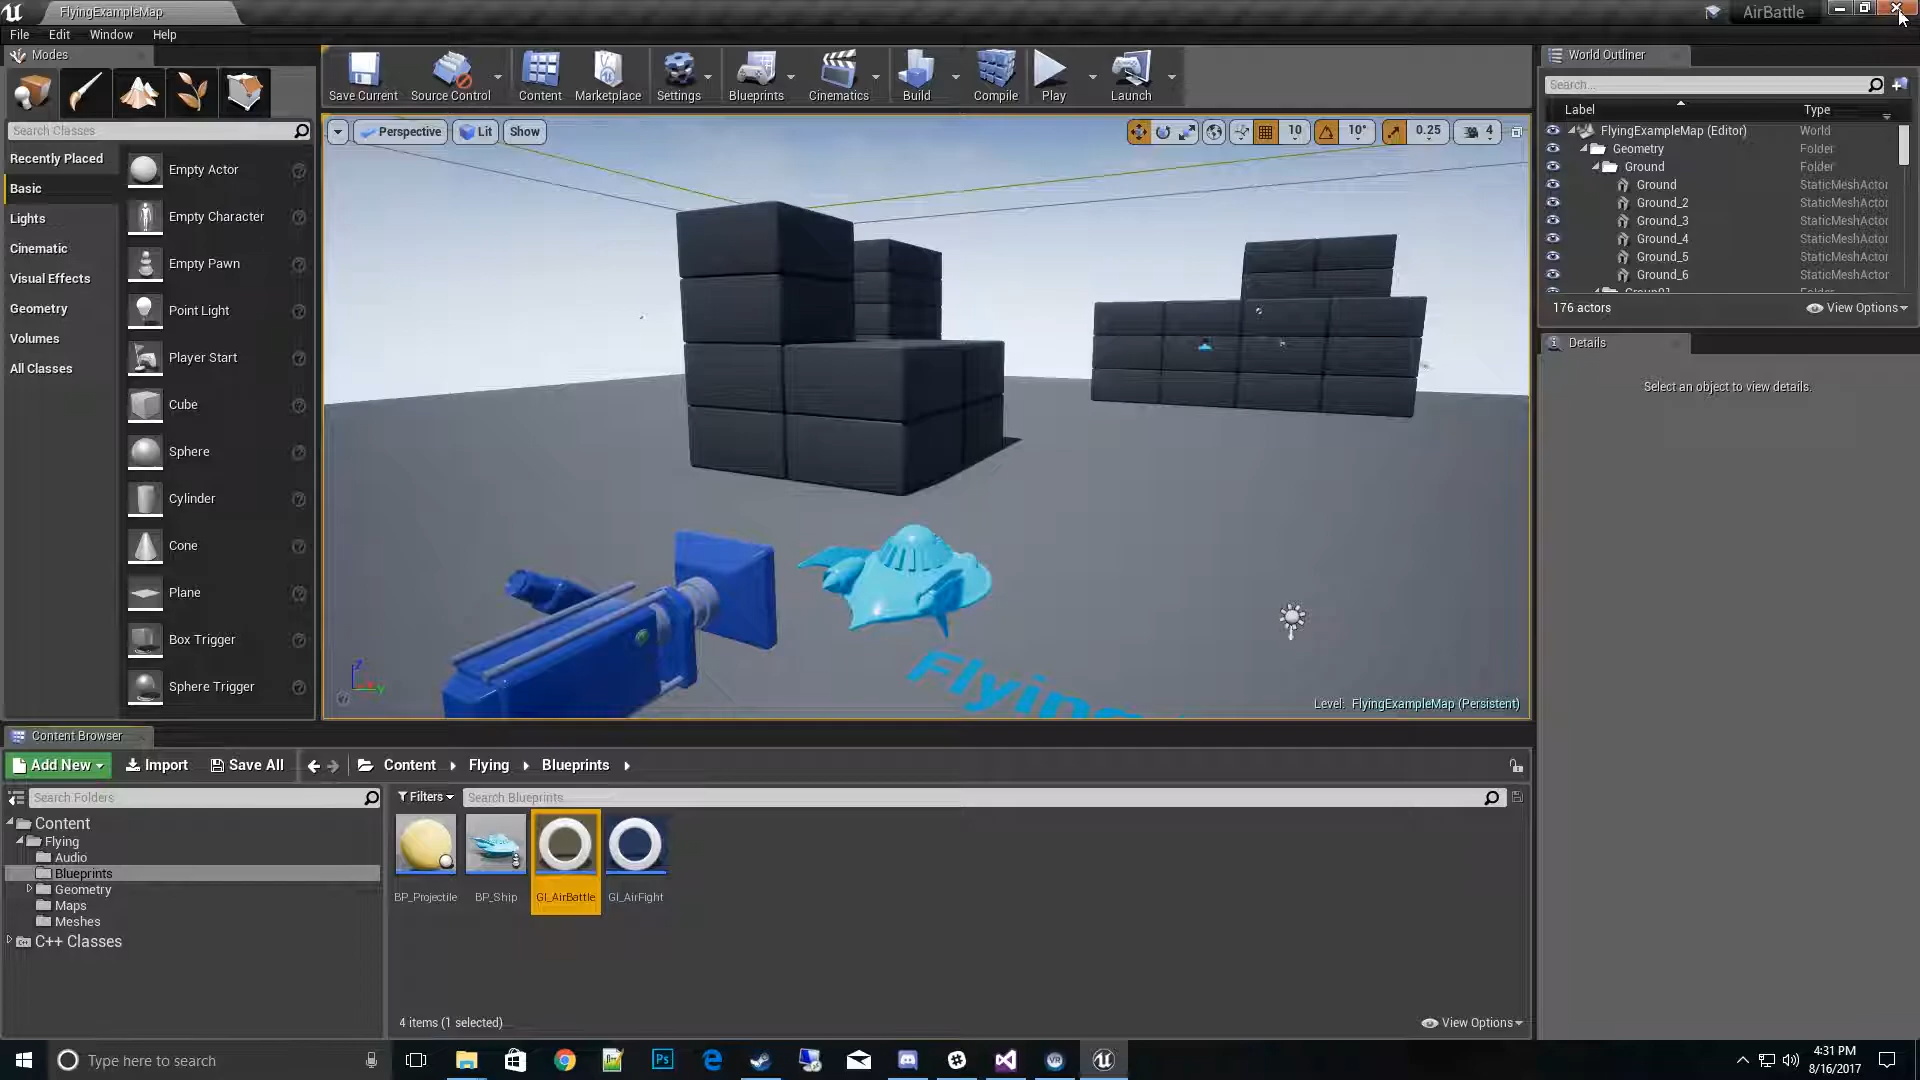 FlyingExampleMap
AirBattle
File Edit Window Help
Modes
Save Current
Source Control
Content
Marketplace
Settings
Blueprints
Cinematics
Build
Compile
Play
Launch
World Outliner
Search Classes
Recently Placed
Basic
Lights
Cinematic
Visual Effects
Geometry
Volumes
All Classes
Empty Actor
Empty Character
Empty Pawn
Point Light
Player Start
Cube
Sphere
Cylinder
Cone
Plane
Box Trigger
Sphere Trigger
Perspective Lit Show
10 10° 0.25 4
Flying
Level: FlyingExampleMap (Persistent)
Search...
Label Type
FlyingExampleMap (Editor) World
Geometry Folder
Ground Folder
Ground StaticMeshActor
Ground_2 StaticMeshActor
Ground_3 StaticMeshActor
Ground_4 StaticMeshActor
Ground_5 StaticMeshActor
Ground_6 StaticMeshActor
176 actors View Options
Details
Select an object to view details.
Content Browser
Add New Import Save All Content Flying Blueprints
Search Folders
Filters Search Blueprints
Content
Flying
Audio
Blueprints
Geometry
Maps
Meshes
C++ Classes
BP_Projectile
BP_Ship
GI_AirBattle
GI_AirFight
4 items (1 selected) View Options
Type here to search
Ps
VR
4:31 PM
8/16/2017